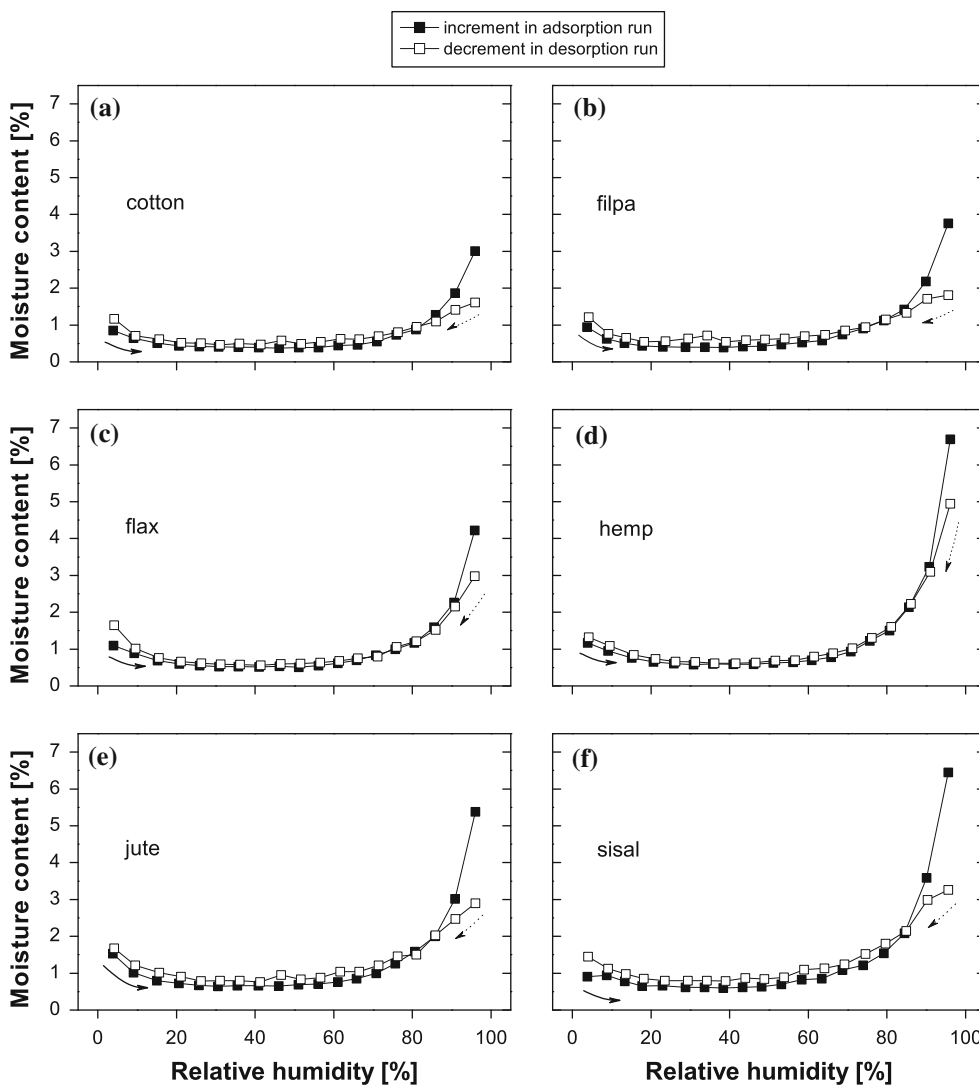 increment in adsorption run
decrement in desorption run
(a)
(b)
7
6
5
4
3
2
1
0
Moisture content [%]
cotton
filpa
(c)
(d)
7
6
5
4
3
2
1
0
Moisture content [%]
flax
hemp
(e)
(f)
7
6
5
4
3
2
1
0
Moisture content [%]
jute
sisal
0 20 40 60 80 100
0 20 40 60 80 100
Relative humidity [%]
Relative humidity [%]